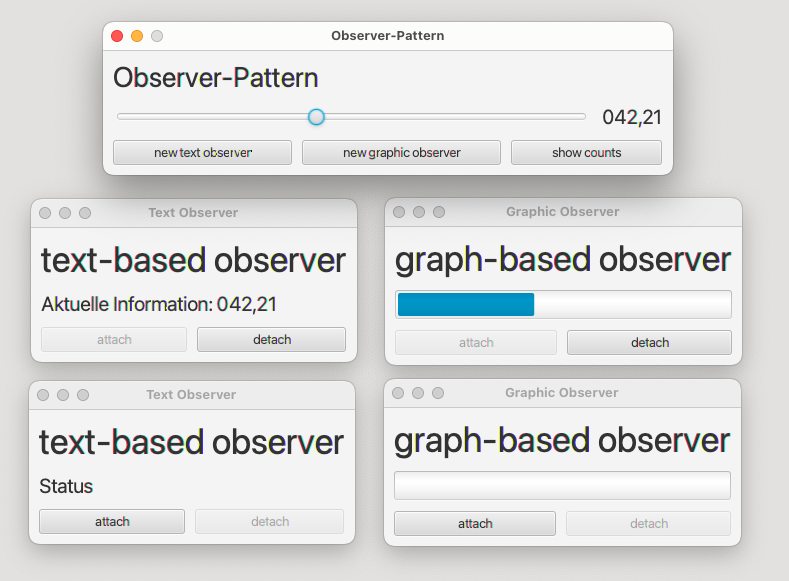 Observer-Pattern
Observer-Pattern
042,21
new text observer
new graphic observer
show counts
Text Observer
text-based observer
Aktuelle Information: 042,21
attach
detach
Graphic Observer
graph-based observer
attach
detach
Text Observer
text-based observer
Status
attach
detach
Graphic Observer
graph-based observer
attach
detach